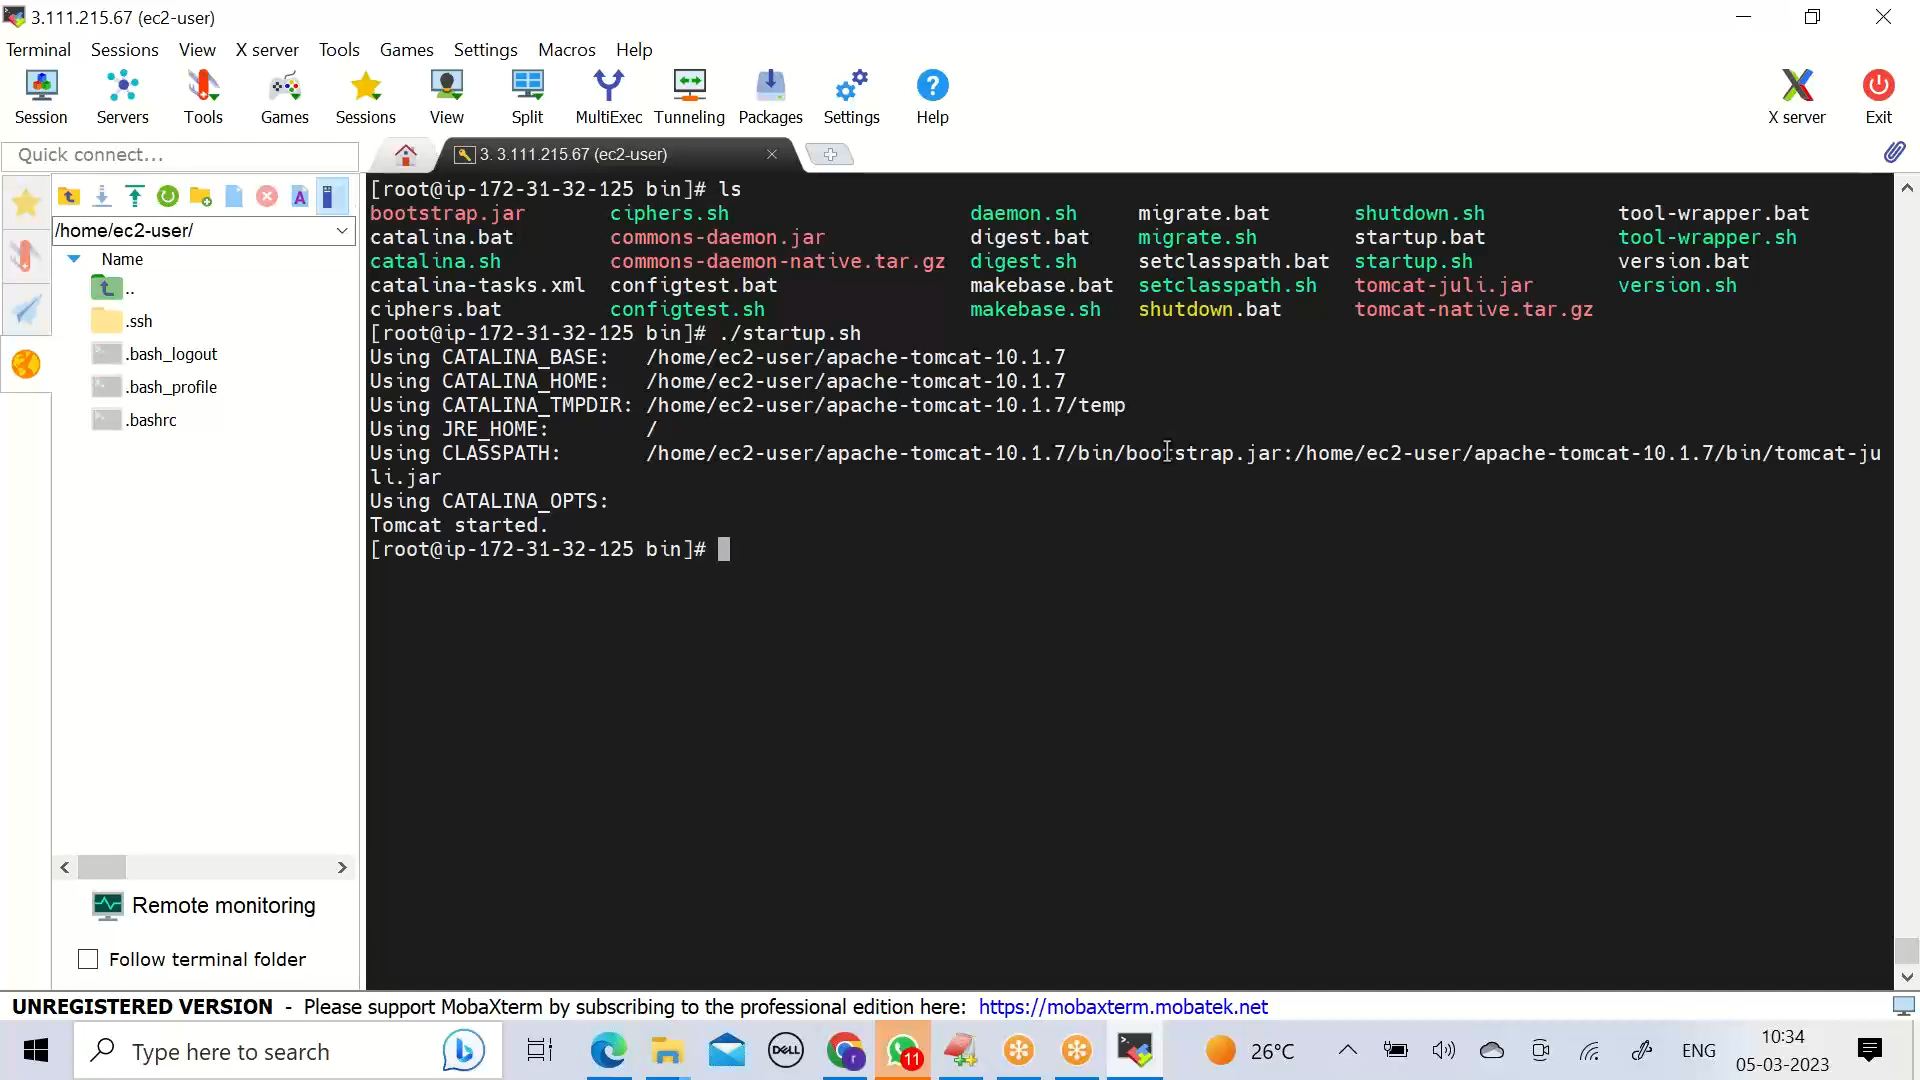 3.111.215.67 (ec2-user)
Terminal Sessions View X server Tools Games Settings Macros Help
Session Servers Tools Games Sessions View Split MultiExec Tunneling Packages Settings Help X server Exit
Quick connect...
3. 3.111.215.67 (ec2-user)
/home/ec2-user/
Name
..
.ssh
.bash_logout
.bash_profile
.bashrc
Remote monitoring
Follow terminal folder
[root@ip-172-31-32-125 bin]# ls
bootstrap.jar ciphers.sh daemon.sh migrate.bat shutdown.sh tool-wrapper.bat
catalina.bat commons-daemon.jar digest.bat migrate.sh startup.bat tool-wrapper.sh
catalina.sh commons-daemon-native.tar.gz digest.sh setclasspath.bat startup.sh version.bat
catalina-tasks.xml configtest.bat makebase.bat setclasspath.sh tomcat-juli.jar version.sh
ciphers.bat configtest.sh makebase.sh shutdown.bat tomcat-native.tar.gz
[root@ip-172-31-32-125 bin]# ./startup.sh
Using CATALINA_BASE: /home/ec2-user/apache-tomcat-10.1.7
Using CATALINA_HOME: /home/ec2-user/apache-tomcat-10.1.7
Using CATALINA_TMPDIR: /home/ec2-user/apache-tomcat-10.1.7/temp
Using JRE_HOME: /
Using CLASSPATH: /home/ec2-user/apache-tomcat-10.1.7/bin/bootstrap.jar:/home/ec2-user/apache-tomcat-10.1.7/bin/tomcat-ju
li.jar
Using CATALINA_OPTS:
Tomcat started.
[root@ip-172-31-32-125 bin]#
UNREGISTERED VERSION - Please support MobaXterm by subscribing to the professional edition here: https://mobaxterm.mobatek.net
Type here to search
DELL
r
11
26°C
ENG
10:34
05-03-2023